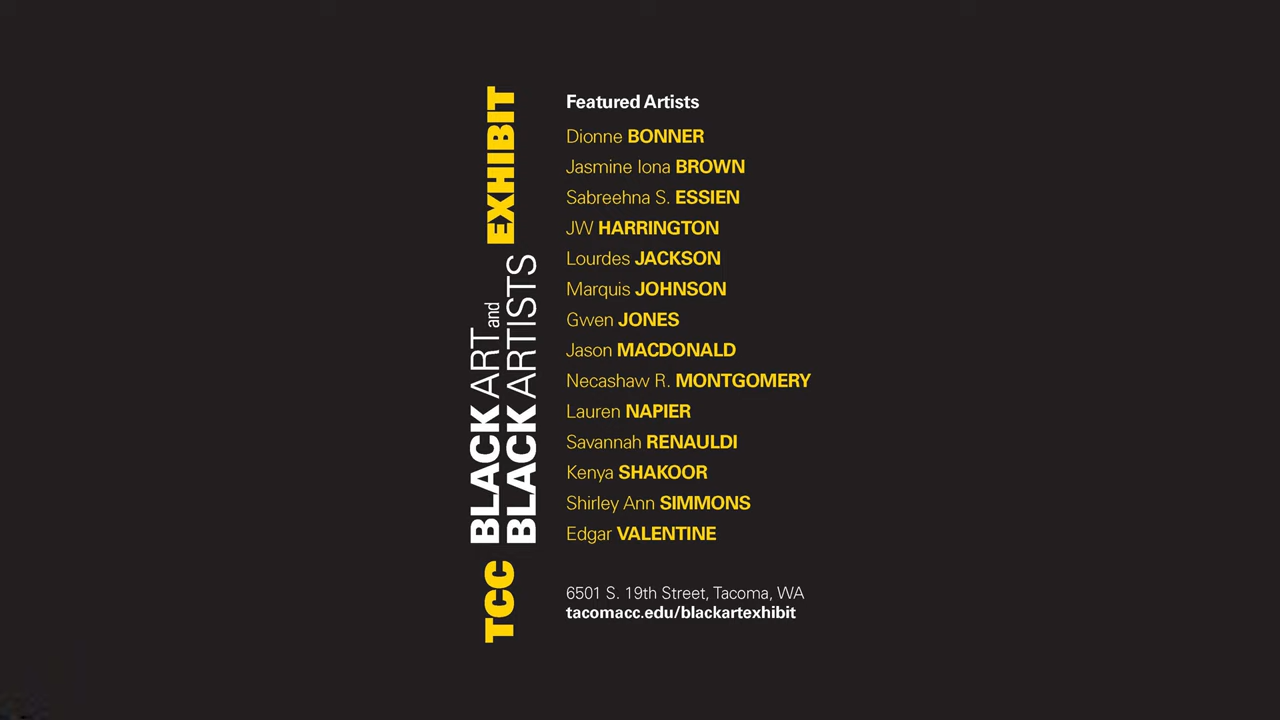 TCC BLACK ART and BLACK ARTISTS EXHIBIT
Featured Artists
Dionne BONNER
Jasmine Iona BROWN
Sabreehna S. ESSIEN
JW HARRINGTON
Lourdes JACKSON
Marquis JOHNSON
Gwen JONES
Jason MACDONALD
Necashaw R. MONTGOMERY
Lauren NAPIER
Savannah RENAULDI
Kenya SHAKOOR
Shirley Ann SIMMONS
Edgar VALENTINE
6501 S. 19th Street, Tacoma, WA
tacomacc.edu/blackartexhibit